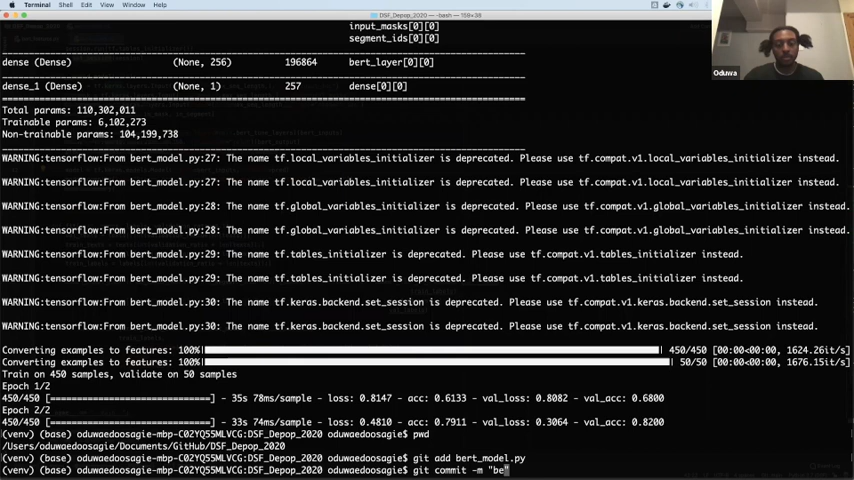 Terminal Shell Edit View Window Help
DSF_Depop_2020 — -bash — 158×38
input_masks[0][0]
segment_ids[0][0]
dense (Dense) (None, 256) 196864 bert_layer[0][0]
dense_1 (Dense) (None, 1) 257 dense[0][0]
Total params: 110,302,011
Trainable params: 6,102,273
Non-trainable params: 104,199,738
WARNING:tensorflow:From bert_model.py:27: The name tf.local_variables_initializer is deprecated. Please use tf.compat.v1.local_variables_initializer instead.
WARNING:tensorflow:From bert_model.py:27: The name tf.local_variables_initializer is deprecated. Please use tf.compat.v1.local_variables_initializer instead.
WARNING:tensorflow:From bert_model.py:28: The name tf.global_variables_initializer is deprecated. Please use tf.compat.v1.global_variables_initializer instead.
WARNING:tensorflow:From bert_model.py:28: The name tf.global_variables_initializer is deprecated. Please use tf.compat.v1.global_variables_initializer instead.
WARNING:tensorflow:From bert_model.py:29: The name tf.tables_initializer is deprecated. Please use tf.compat.v1.tables_initializer instead.
WARNING:tensorflow:From bert_model.py:29: The name tf.tables_initializer is deprecated. Please use tf.compat.v1.tables_initializer instead.
WARNING:tensorflow:From bert_model.py:30: The name tf.keras.backend.set_session is deprecated. Please use tf.compat.v1.keras.backend.set_session instead.
WARNING:tensorflow:From bert_model.py:30: The name tf.keras.backend.set_session is deprecated. Please use tf.compat.v1.keras.backend.set_session instead.
Converting examples to features: 100%| | 450/450 [00:00<00:00, 1624.26it/s]
Converting examples to features: 100%| | 50/50 [00:00<00:00, 1676.15it/s]
Train on 450 samples, validate on 50 samples
Epoch 1/2
450/450 [==============================] - 35s 78ms/sample - loss: 0.8147 - acc: 0.6133 - val_loss: 0.8082 - val_acc: 0.6800
Epoch 2/2
450/450 [==============================] - 33s 74ms/sample - loss: 0.4810 - acc: 0.7911 - val_loss: 0.3064 - val_acc: 0.8200
(venv) (base) oduwaedoosagie-mbp-C02YQ55MLVCG:DSF_Depop_2020 oduwaedoosagie$ pwd
/Users/oduwaedoosagie/Documents/GitHub/DSF_Depop_2020
(venv) (base) oduwaedoosagie-mbp-C02YQ55MLVCG:DSF_Depop_2020 oduwaedoosagie$ git add bert_model.py
(venv) (base) oduwaedoosagie-mbp-C02YQ55MLVCG:DSF_Depop_2020 oduwaedoosagie$ git commit -m "be"
Oduwa